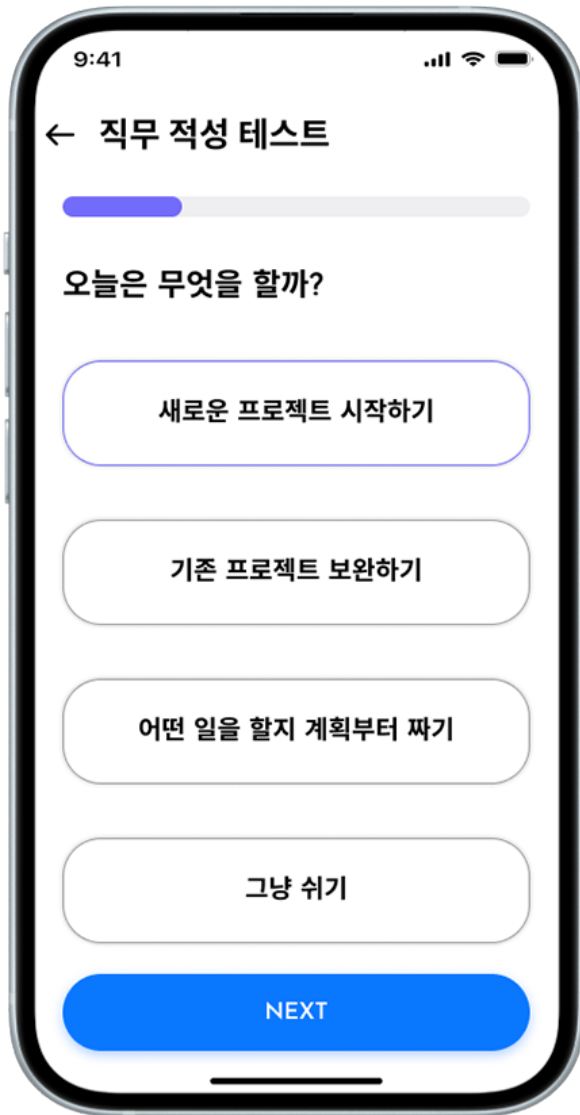 9:41
직무 적성 테스트
오늘은 무엇을 할까?
새로운 프로젝트 시작하기
기존 프로젝트 보완하기
어떤 일을 할지 계획부터 짜기
그냥 쉬기
NEXT